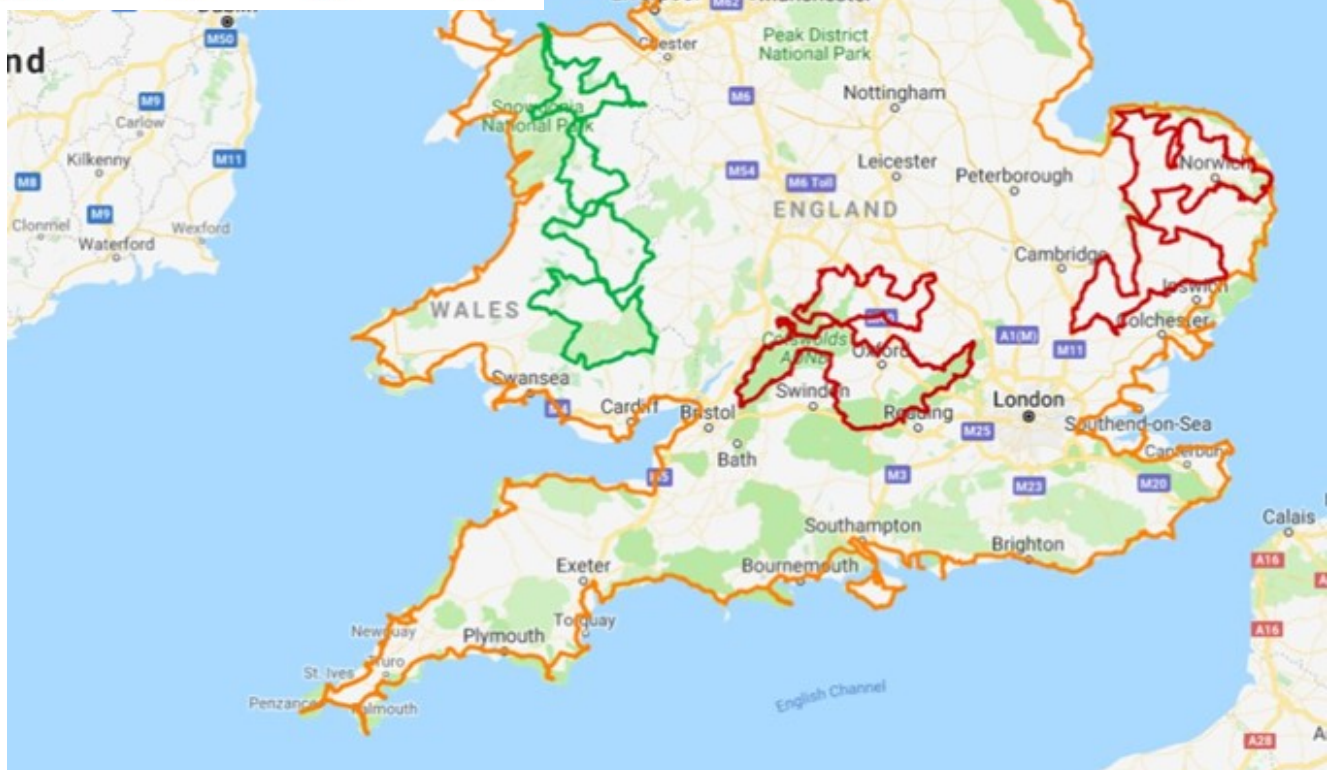 M62
Dublin
M50
Chester
Peak District
National Park
nd
M9
M6
Nottingham
Carlow
Snowdonia
National Park
Kilkenny
M11
M54
M6 Toll
Leicester
Peterborough
Norwich
M8
M9
ENGLAND
Clonmel
Wexford
Waterford
Cambridge
WALES
Ipswich
Colchester
Cotswolds
AONB
Oxford
A1(M)
M11
Swansea
Swindon
London
M4
Cardiff
Bristol
Reading
M25
Southend-on-Sea
Bath
Canterbury
M5
M3
M23
M20
Southampton
Calais
Brighton
Exeter
Bournemouth
A16
Torquay
Newquay
Plymouth
A16
St. Ives
Truro
Penzance
Falmouth
English Channel
A28